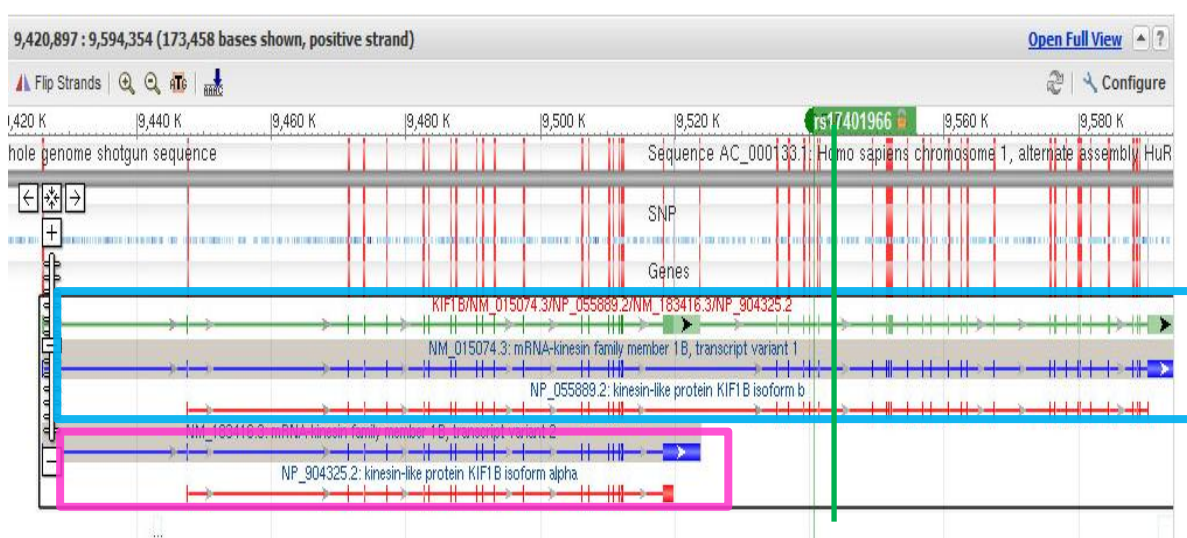 9,420,897 : 9,594,354 (173,458 bases shown, positive strand) Open Full View ?
Flip Strands ATG Configure
,420 K 9,440 K 9,460 K 9,480 K 9,500 K 9,520 K rs17401966 9,560 K 9,580 K
hole genome shotgun sequence Sequence AC_000133.1: Homo sapiens chromosome 1, alternate assembly HuR
SNP
Genes
KIF1B/NM_015074.3/NP_055889.2/NM_183416.3/NP_904325.2
NM_015074.3: mRNA-kinesin family member 1B, transcript variant 1
NP_055889.2: kinesin-like protein KIF1B isoform b
NM_183416.3: mRNA-kinesin family member 1B, transcript variant 2
NP_904325.2: kinesin-like protein KIF1B isoform alpha
...